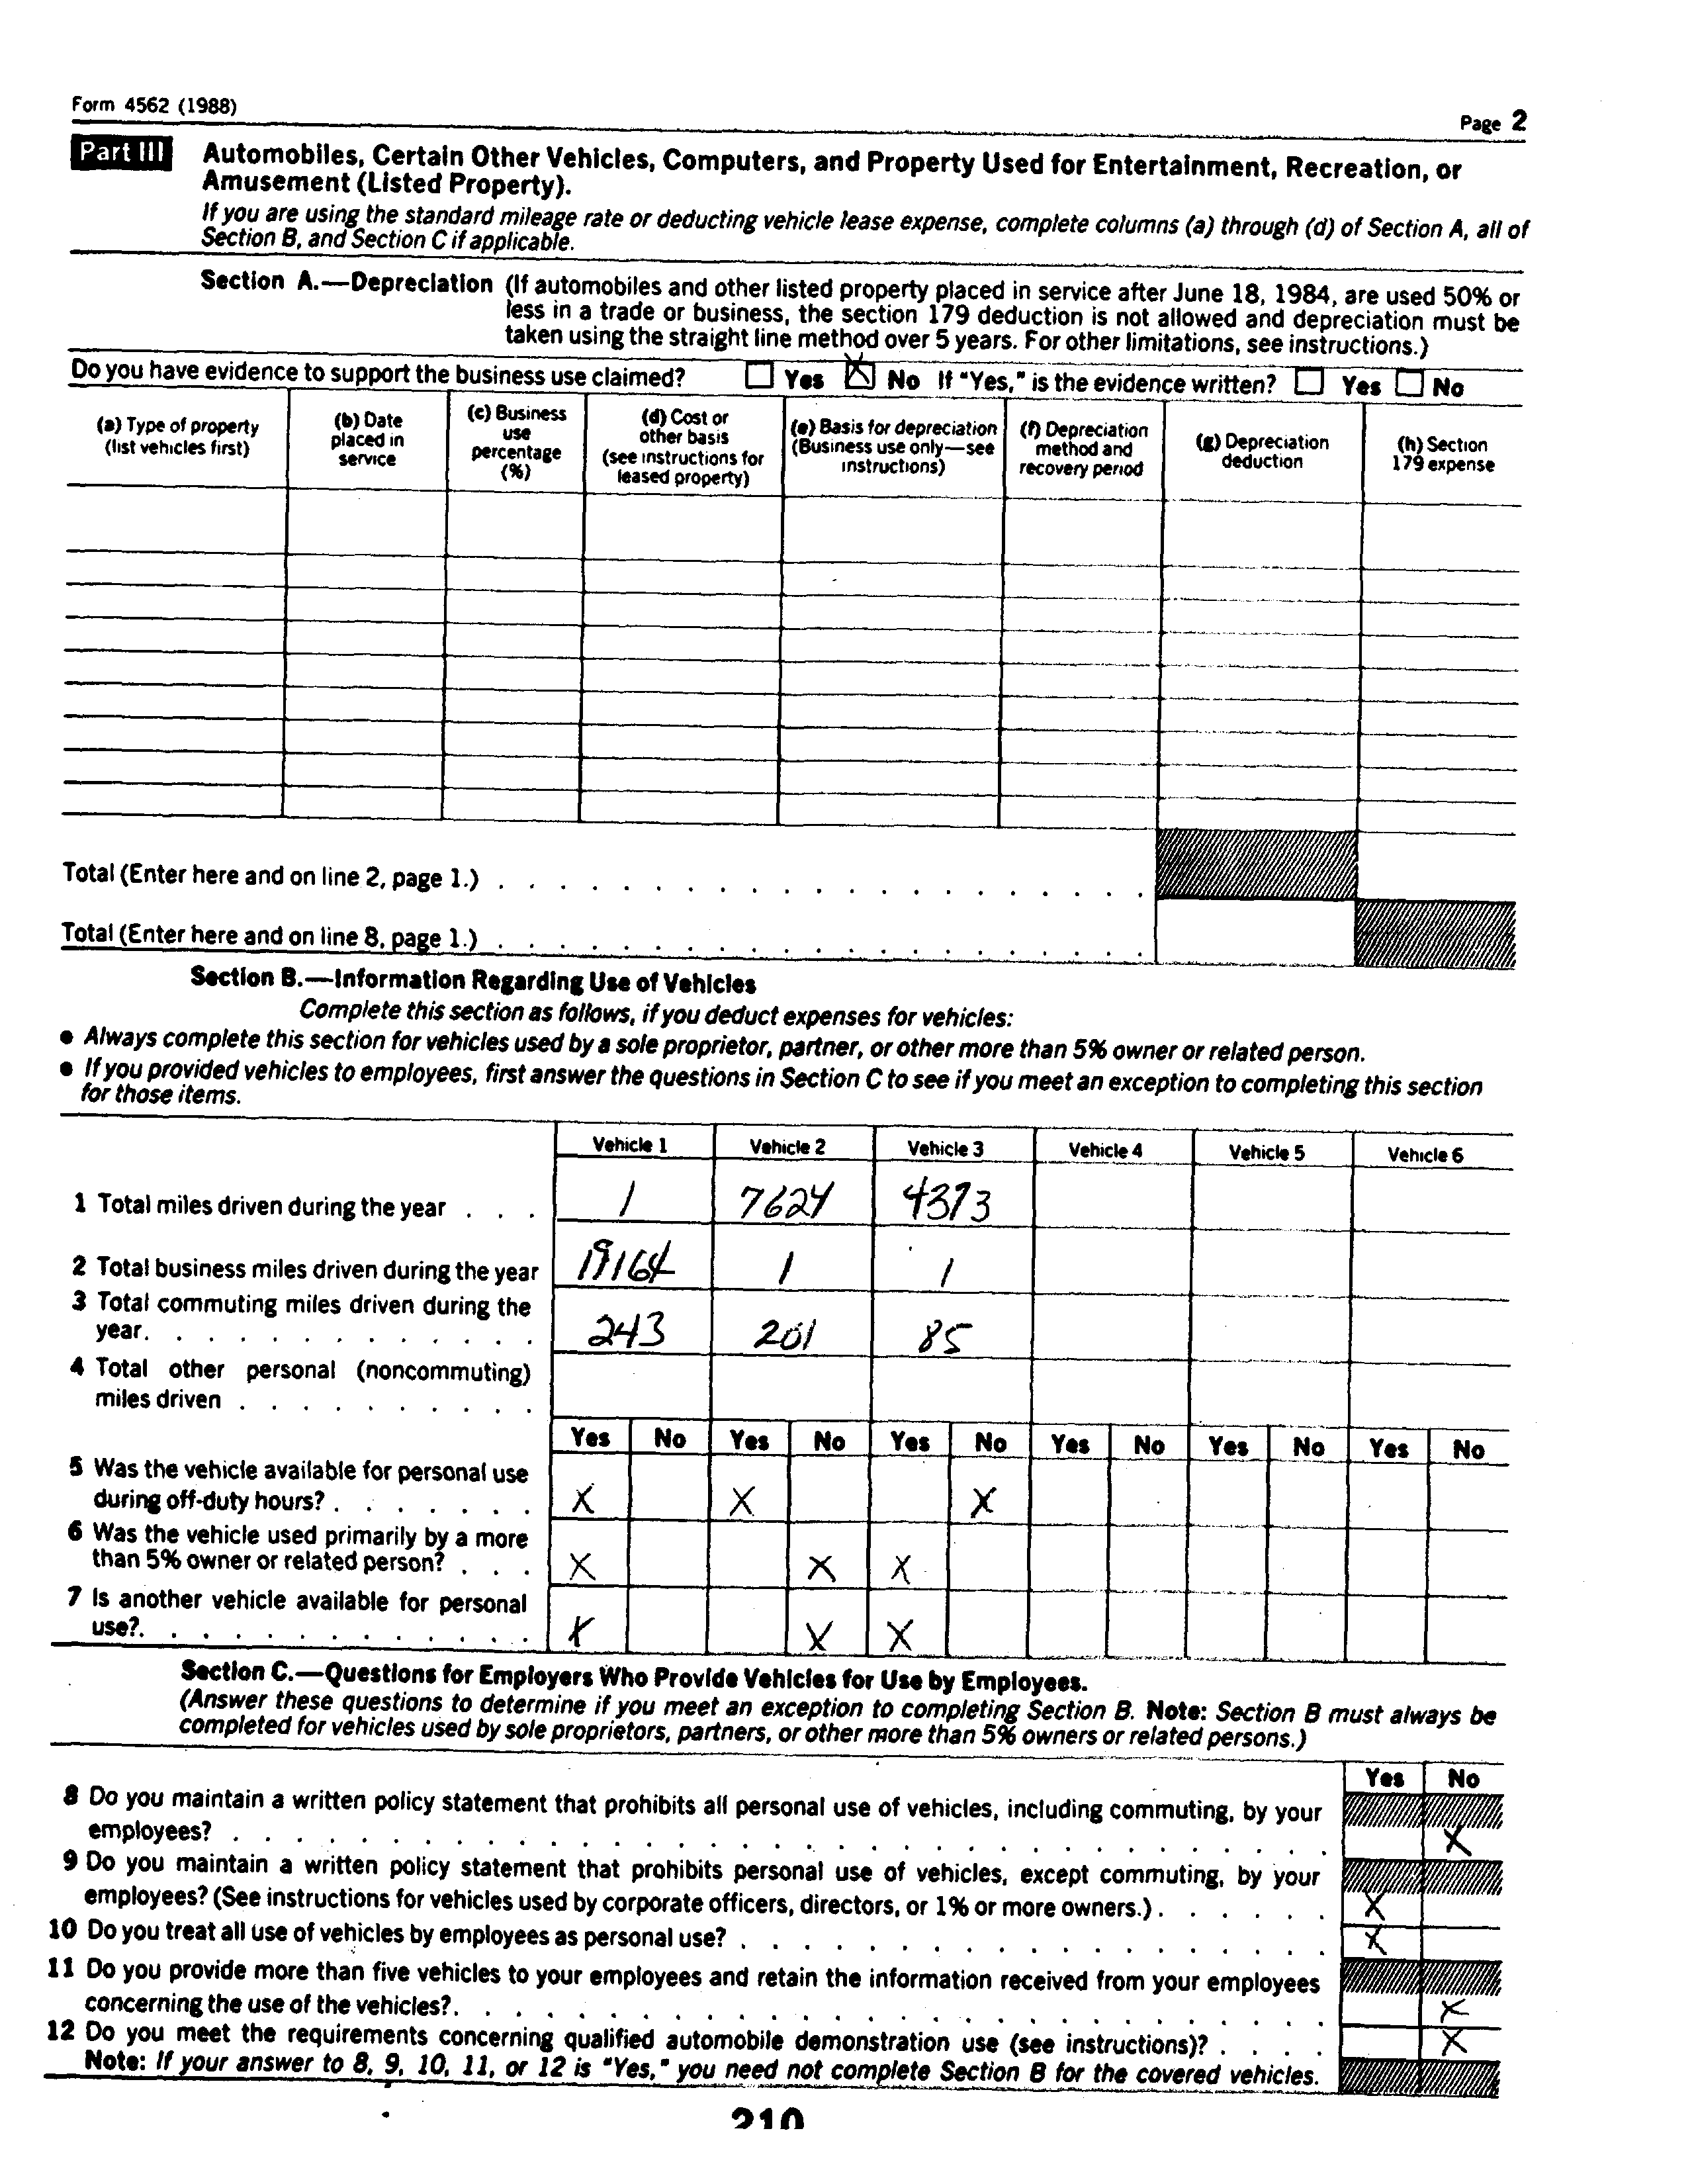 Form 4562 (1988)
Page 2
Part III Automobiles, Certain Other Vehicles, Computers, and Property Used for Entertainment, Recreation, or
Amusement (Listed Property).
If you are using the standard mileage rate or deducting vehicle lease expense, complete columns (a) through (d) of Section A, all of
Section B, and Section C if applicable.
Section A.—Depreciation (If automobiles and other listed property placed in service after June 18, 1984, are used 50% or
less in a trade or business, the section 179 deduction is not allowed and depreciation must be
taken using the straight line method over 5 years. For other limitations, see instructions.)
Do you have evidence to support the business use claimed? Yes X No If "Yes," is the evidence written? Yes No
(a) Type of property
(list vehicles first)
(b) Date
placed in
service
(c) Business
use
percentage
(%)
(d) Cost or
other basis
(see instructions for
leased property)
(e) Basis for depreciation
(Business use only—see
instructions)
(f) Depreciation
method and
recovery period
(g) Depreciation
deduction
(h) Section
179 expense
Total (Enter here and on line 2, page 1.) . . . . . . . . . . . . . . . . . . . . .
Total (Enter here and on line 8, page 1.) . . . . . . . . . . . . . . . . . . . . .
Section B.—Information Regarding Use of Vehicles
Complete this section as follows, if you deduct expenses for vehicles:
● Always complete this section for vehicles used by a sole proprietor, partner, or other more than 5% owner or related person.
● If you provided vehicles to employees, first answer the questions in Section C to see if you meet an exception to completing this section
for those items.
Vehicle 1 Vehicle 2 Vehicle 3 Vehicle 4 Vehicle 5 Vehicle 6
1 Total miles driven during the year . . . 1 7624 4373
2 Total business miles driven during the year 19164 1 1
3 Total commuting miles driven during the
year. . . . . . . . . . . . . 243 201 85
4 Total other personal (noncommuting)
miles driven . . . . . . . . . .
Yes No Yes No Yes No Yes No Yes No Yes No
5 Was the vehicle available for personal use
during off-duty hours? . . . . . . . X X X
6 Was the vehicle used primarily by a more
than 5% owner or related person? . . . X X X
7 Is another vehicle available for personal
use?. . . . . . . . . . . . . X X X
Section C.—Questions for Employers Who Provide Vehicles for Use by Employees.
(Answer these questions to determine if you meet an exception to completing Section B. Note: Section B must always be
completed for vehicles used by sole proprietors, partners, or other more than 5% owners or related persons.)
Yes No
8 Do you maintain a written policy statement that prohibits all personal use of vehicles, including commuting, by your
employees? . . . . . . . . . . . . . . . . . . . . . . . . . . . . . . . . . . . X
9 Do you maintain a written policy statement that prohibits personal use of vehicles, except commuting, by your
employees? (See instructions for vehicles used by corporate officers, directors, or 1% or more owners.) . . . . . . X
10 Do you treat all use of vehicles by employees as personal use? . . . . . . . . . . . . . . . . . . . X
11 Do you provide more than five vehicles to your employees and retain the information received from your employees
concerning the use of the vehicles?. . . . . . . . . . . . . . . . . . . . . . . . . . . . X
12 Do you meet the requirements concerning qualified automobile demonstration use (see instructions)? . . . . X
Note: If your answer to 8, 9, 10, 11, or 12 is "Yes," you need not complete Section B for the covered vehicles.
210